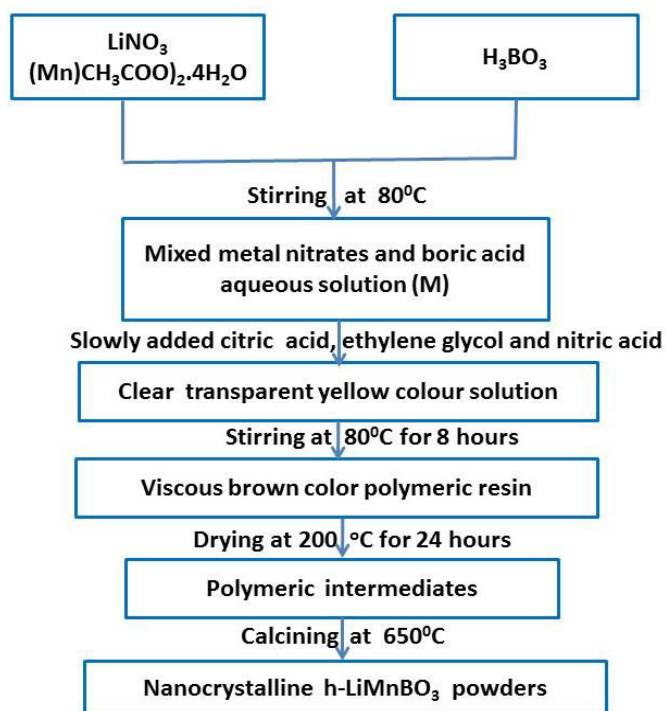 LiNO₃
(Mn)CH₃COO)₂.4H₂O
H₃BO₃
Stirring at 80⁰C
Mixed metal nitrates and boric acid
aqueous solution (M)
Slowly added citric acid, ethylene glycol and nitric acid
Clear transparent yellow colour solution
Stirring at 80⁰C for 8 hours
Viscous brown color polymeric resin
Drying at 200 ᵒC for 24 hours
Polymeric intermediates
Calcining at 650⁰C
Nanocrystalline h-LiMnBO₃ powders